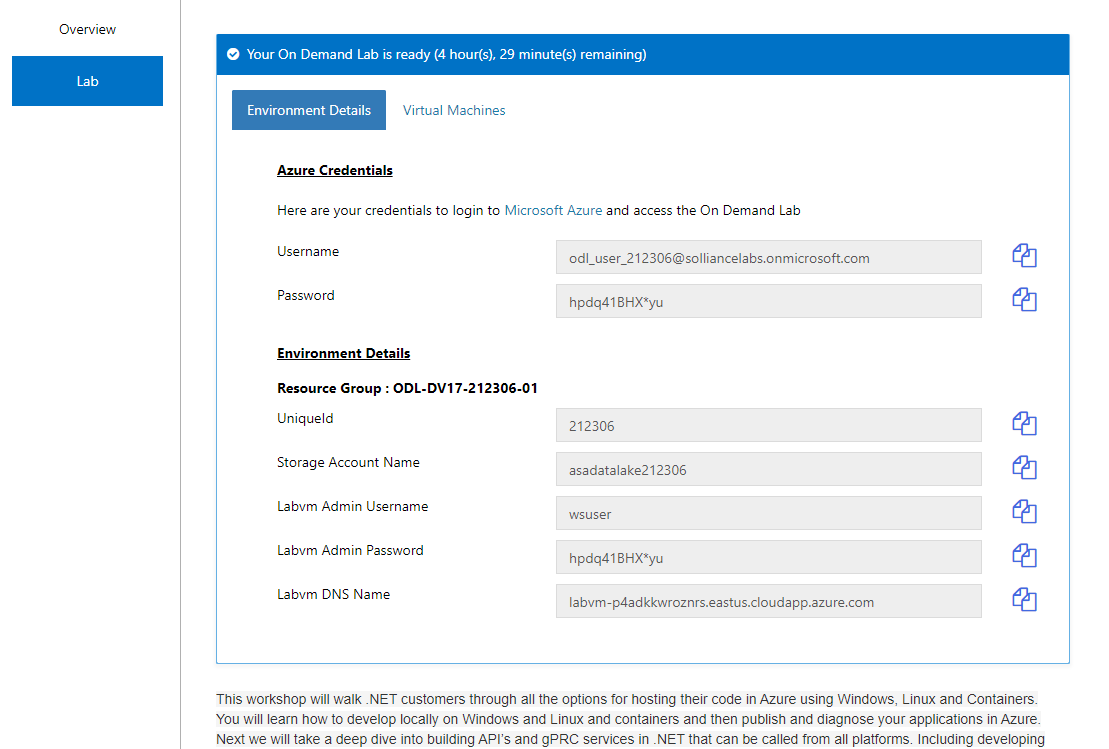 Overview
Lab
Your On Demand Lab is ready (4 hour(s), 29 minute(s) remaining)
Environment Details
Virtual Machines
Azure Credentials
Here are your credentials to login to Microsoft Azure and access the On Demand Lab
Username
odl_user_212306@solliancelabs.onmicrosoft.com
Password
hpdq41BHX*yu
Environment Details
Resource Group : ODL-DV17-212306-01
UniqueId
212306
Storage Account Name
asadatalake212306
Labvm Admin Username
wsuser
Labvm Admin Password
hpdq41BHX*yu
Labvm DNS Name
labvm-p4adkkwroznrs.eastus.cloudapp.azure.com
This workshop will walk .NET customers through all the options for hosting their code in Azure using Windows, Linux and Containers.
You will learn how to develop locally on Windows and Linux and containers and then publish and diagnose your applications in Azure.
Next we will take a deep dive into building API's and gPRC services in .NET that can be called from all platforms. Including developing